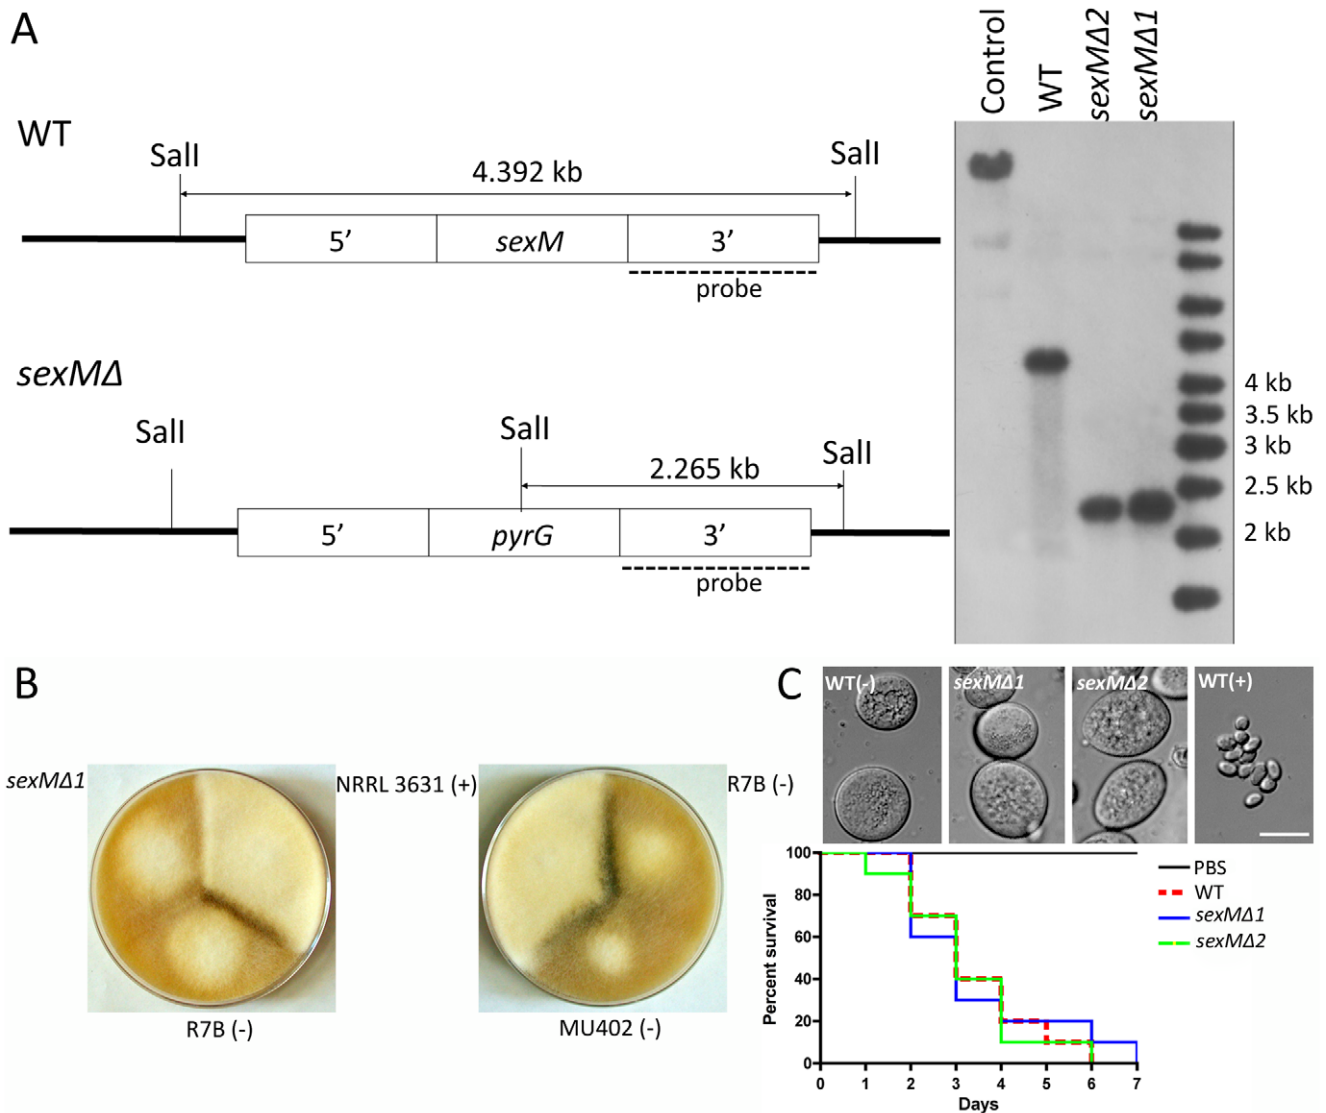 A
WT
SalI
4.392 kb
SalI
5’
sexM
3’
probe
sexMΔ
SalI
SalI
2.265 kb
SalI
5’
pyrG
3’
probe
Control
WT
sexMΔ2
sexMΔ1
4 kb
3.5 kb
3 kb
2.5 kb
2 kb
B
sexMΔ1
NRRL 3631 (+)
R7B (-)
R7B (-)
MU402 (-)
C
WT(-)
sexMΔ1
sexMΔ2
WT(+)
Percent survival
100
80
60
40
20
0
0 1 2 3 4 5 6 7
Days
PBS
WT
sexMΔ1
sexMΔ2